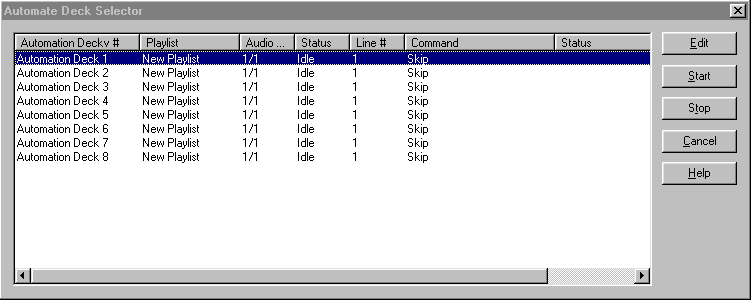 Automate Deck Selector
Automation Deckv # Playlist Audio ... Status Line # Command Status
Automation Deck 1 New Playlist 1/1 Idle 1 Skip
Automation Deck 2 New Playlist 1/1 Idle 1 Skip
Automation Deck 3 New Playlist 1/1 Idle 1 Skip
Automation Deck 4 New Playlist 1/1 Idle 1 Skip
Automation Deck 5 New Playlist 1/1 Idle 1 Skip
Automation Deck 6 New Playlist 1/1 Idle 1 Skip
Automation Deck 7 New Playlist 1/1 Idle 1 Skip
Automation Deck 8 New Playlist 1/1 Idle 1 Skip
Edit
Start
Stop
Cancel
Help